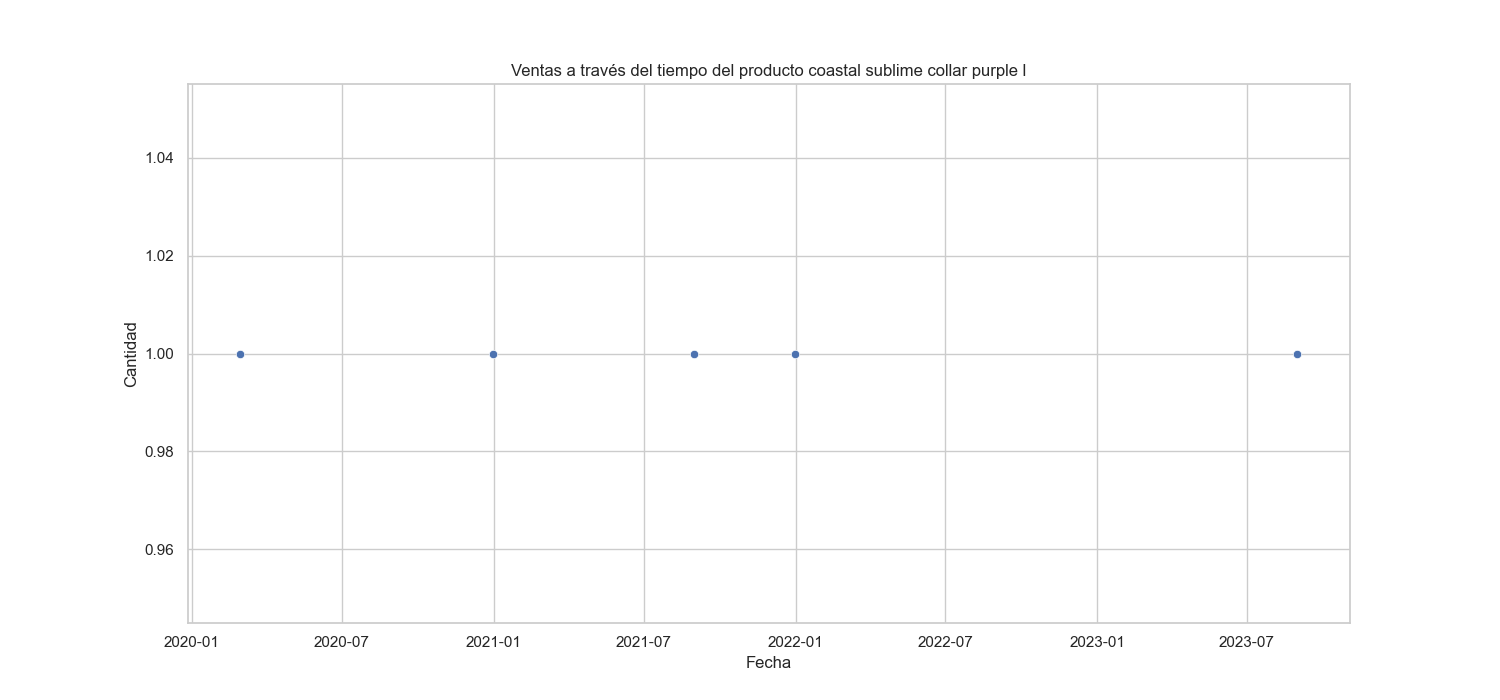 Ventas a través del tiempo del producto coastal sublime collar purple l
1.04
1.02
1.00
0.98
0.96
Cantidad
2020-01 2020-07 2021-01 2021-07 2022-01 2022-07 2023-01 2023-07
Fecha